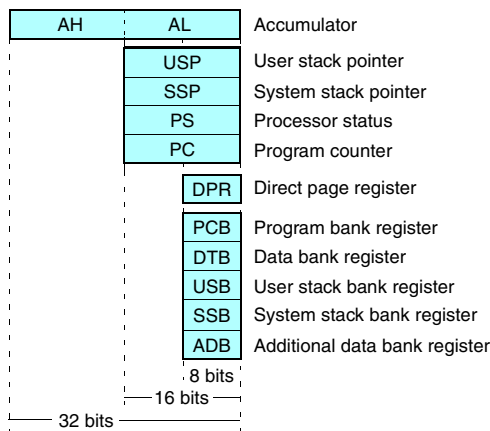 AH AL Accumulator
USP User stack pointer
SSP System stack pointer
PS Processor status
PC Program counter
DPR Direct page register
PCB Program bank register
DTB Data bank register
USB User stack bank register
SSB System stack bank register
ADB Additional data bank register
8 bits
16 bits
32 bits